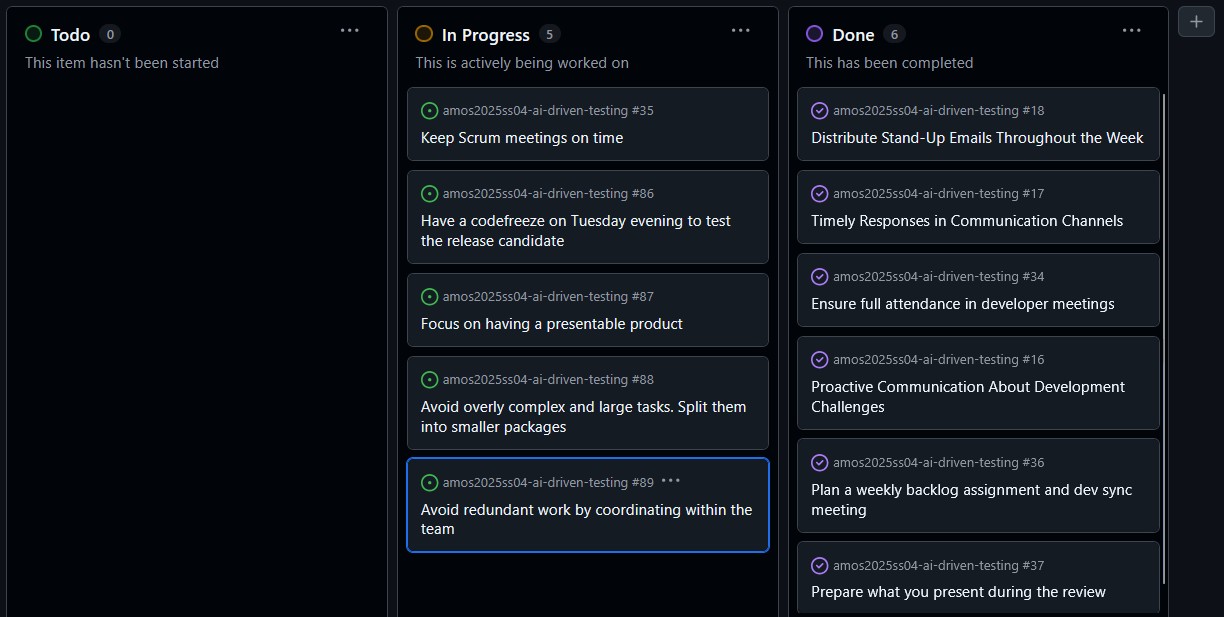 Todo 0
This item hasn't been started
In Progress 5
This is actively being worked on
amos2025ss04-ai-driven-testing #35
Keep Scrum meetings on time
amos2025ss04-ai-driven-testing #86
Have a codefreeze on Tuesday evening to test
the release candidate
amos2025ss04-ai-driven-testing #87
Focus on having a presentable product
amos2025ss04-ai-driven-testing #88
Avoid overly complex and large tasks. Split them
into smaller packages
amos2025ss04-ai-driven-testing #89
Avoid redundant work by coordinating within the
team
Done 6
This has been completed
amos2025ss04-ai-driven-testing #18
Distribute Stand-Up Emails Throughout the Week
amos2025ss04-ai-driven-testing #17
Timely Responses in Communication Channels
amos2025ss04-ai-driven-testing #34
Ensure full attendance in developer meetings
amos2025ss04-ai-driven-testing #16
Proactive Communication About Development
Challenges
amos2025ss04-ai-driven-testing #36
Plan a weekly backlog assignment and dev sync
meeting
amos2025ss04-ai-driven-testing #37
Prepare what you present during the review